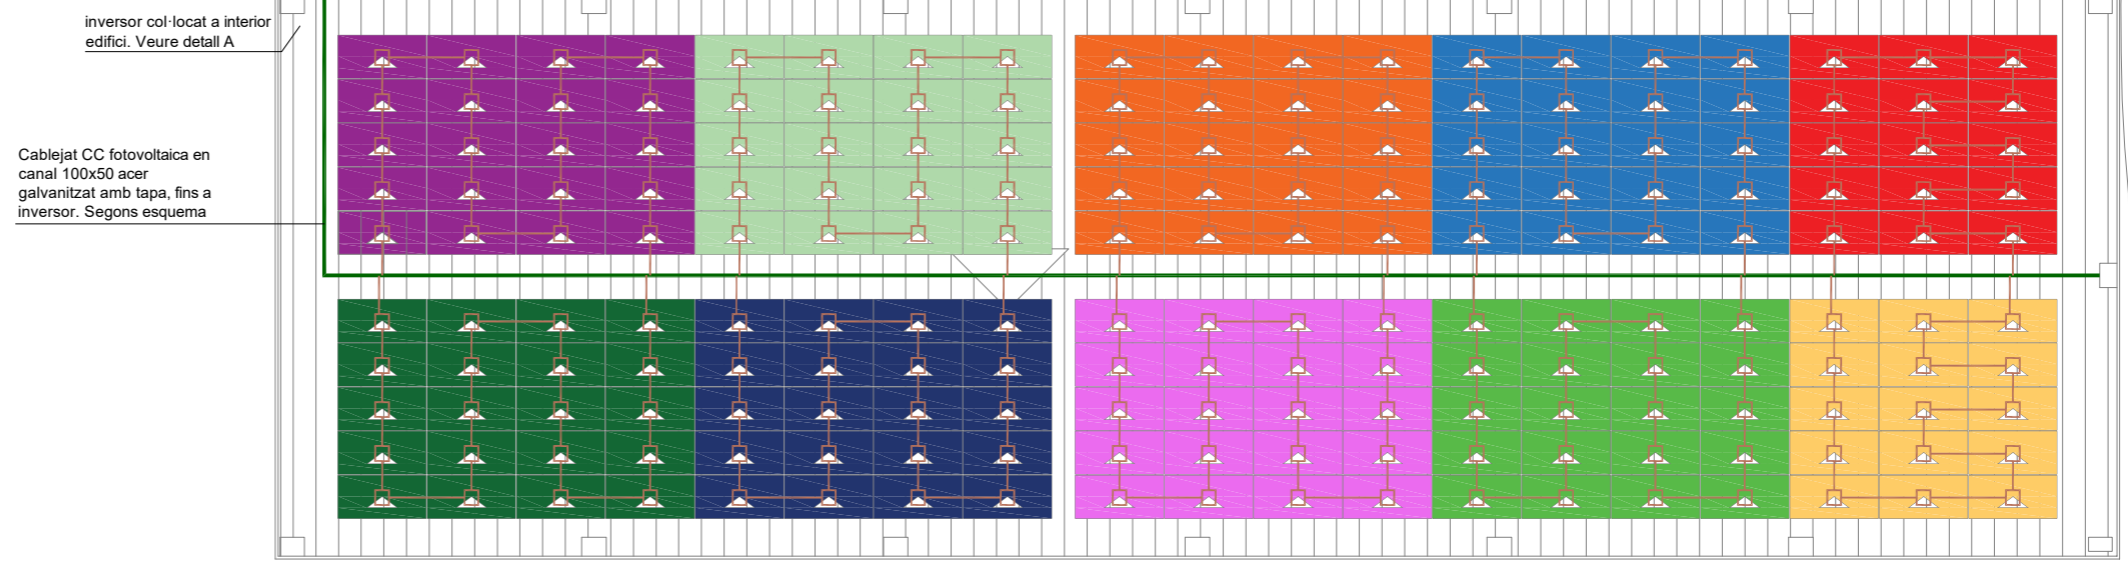 inversor col·locat a interior
edifici. Veure detall A
Cablejat CC fotovoltaica en
canal 100x50 acer
galvanitzat amb tapa, fins a
inversor. Segons esquema